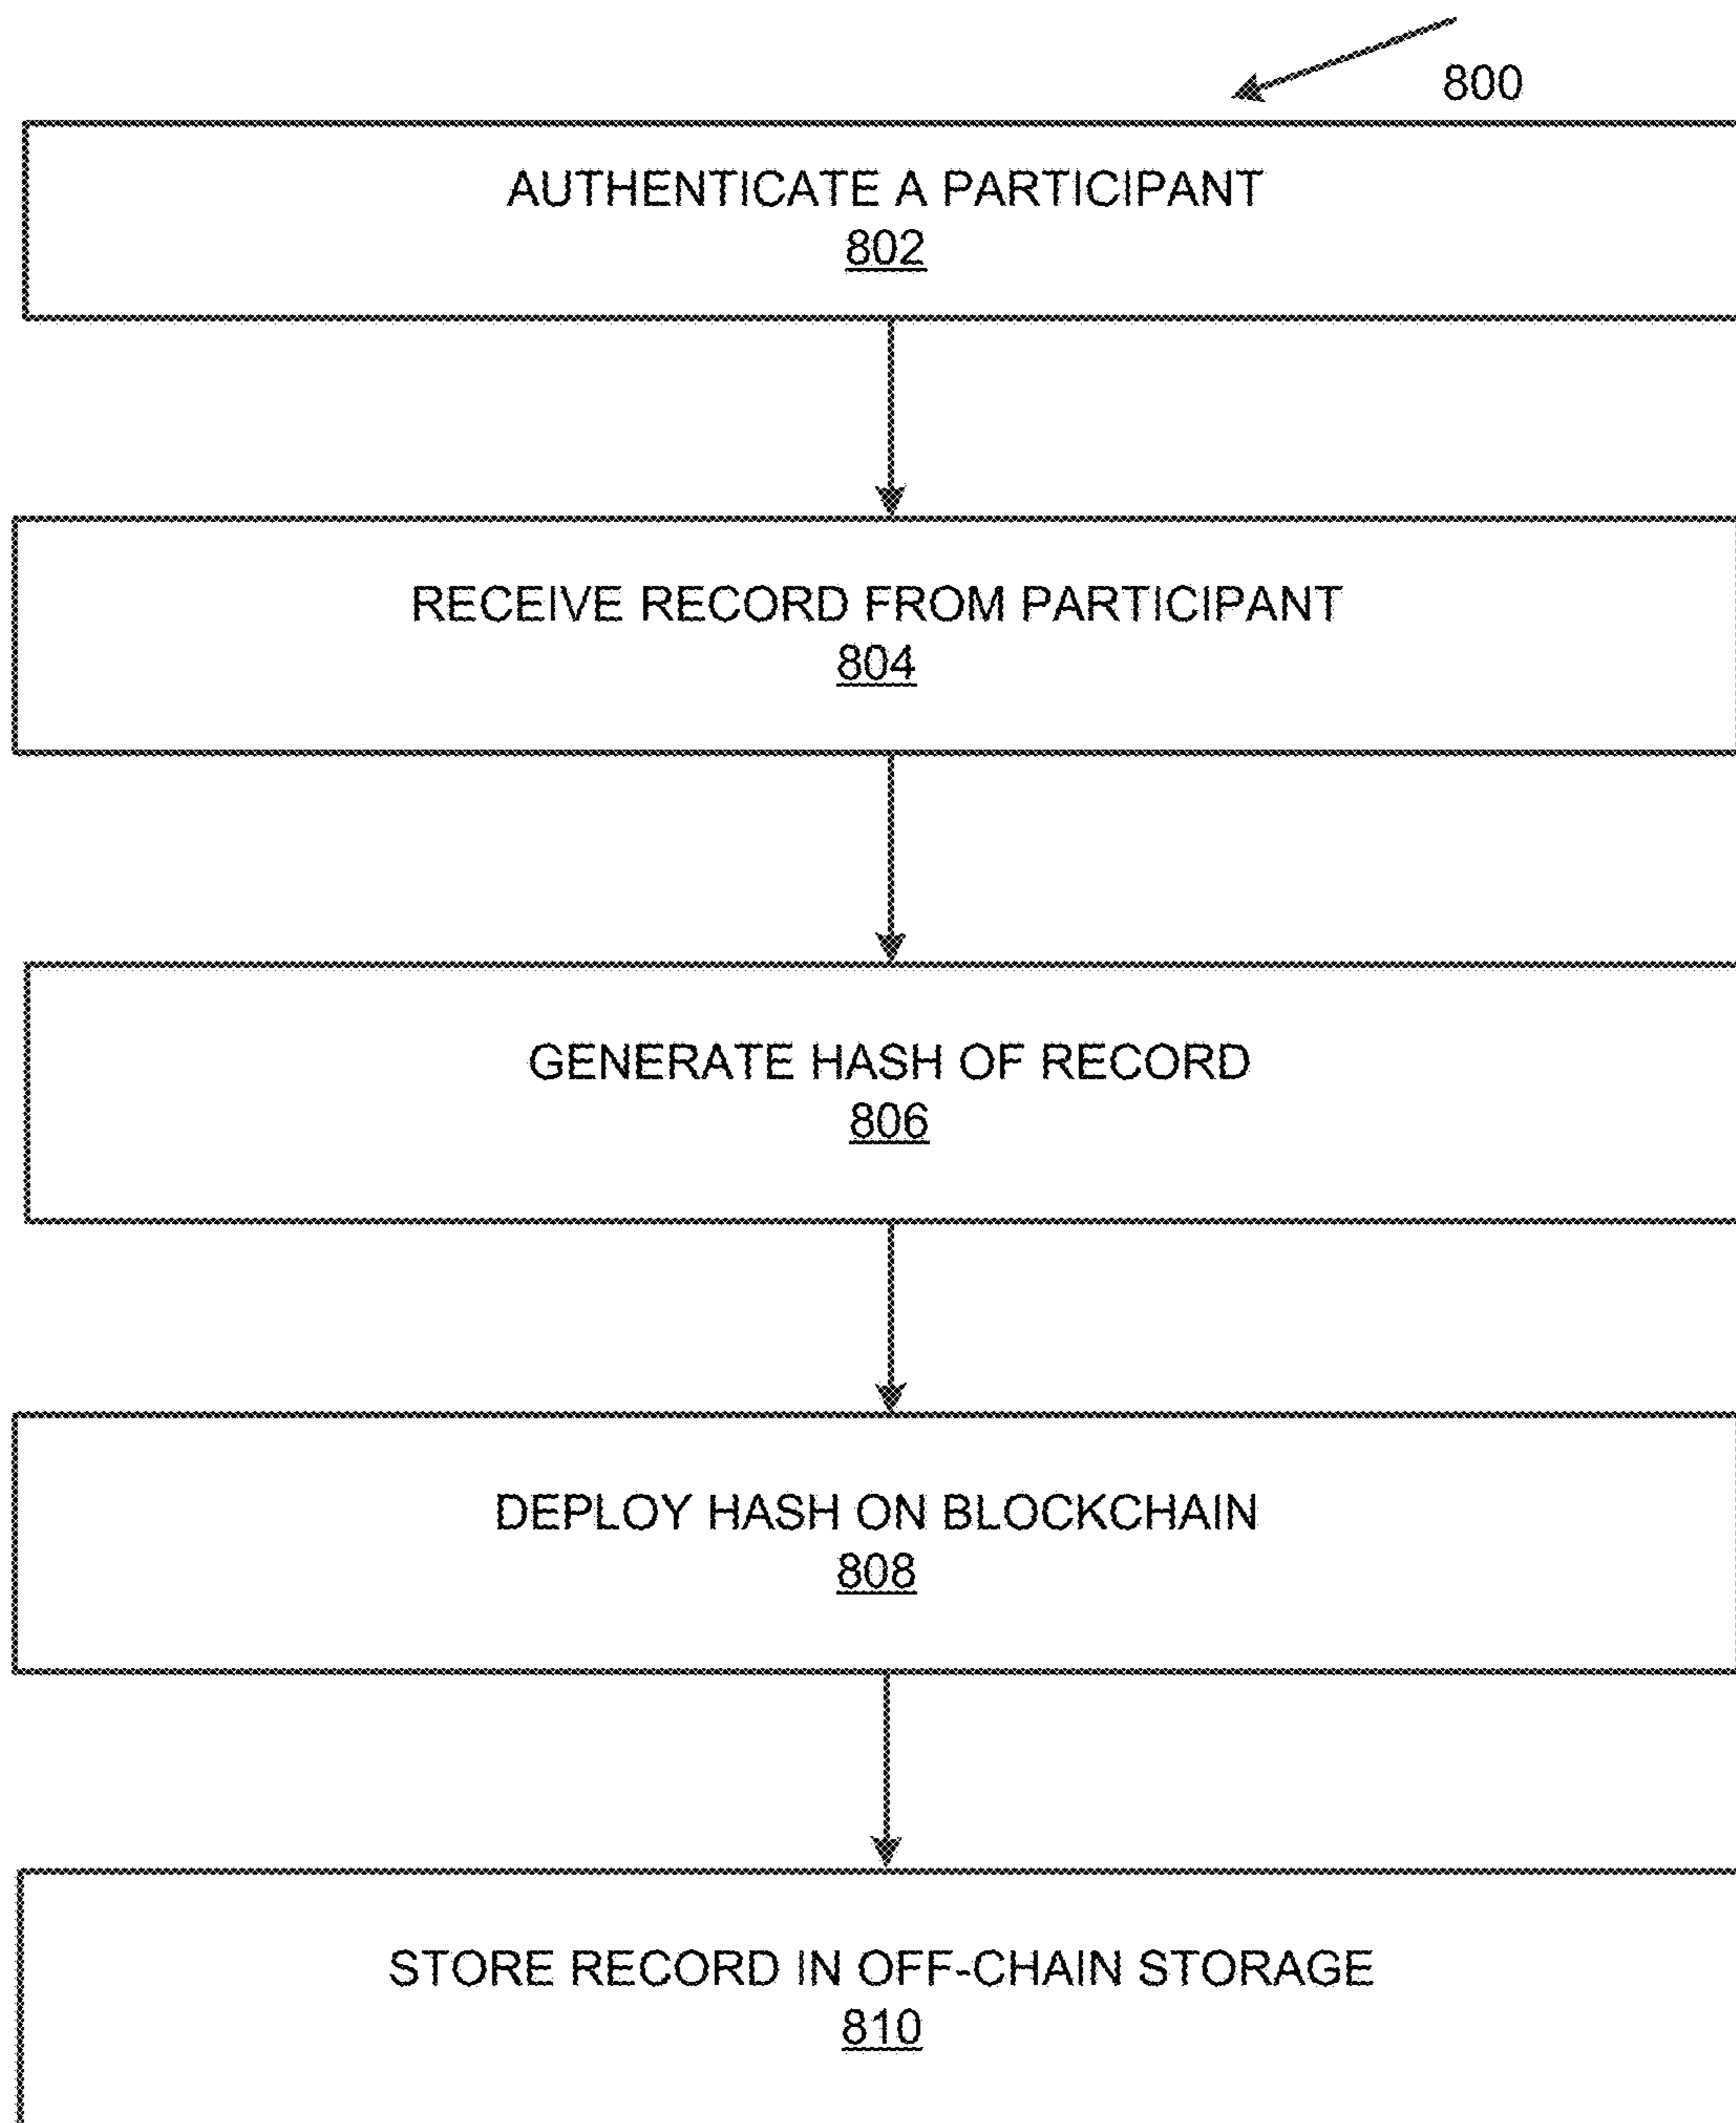 800
AUTHENTICATE A PARTICIPANT
802
RECEIVE RECORD FROM PARTICIPANT
804
GENERATE HASH OF RECORD
806
DEPLOY HASH ON BLOCKCHAIN
808
STORE RECORD IN OFF-CHAIN STORAGE
810